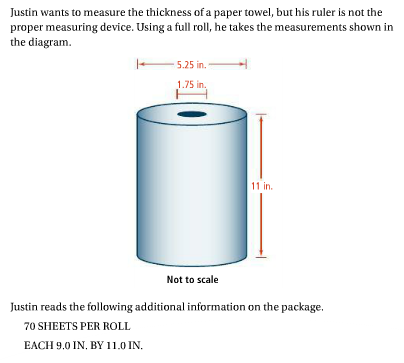 Justin wants to measure the thickness of a paper towel, but his ruler is not the
proper measuring device. Using a full roll, he takes the measurements shown in
the diagram.
5.25 in.
1.75 in.
11 in.
Not to scale
Justin reads the following additional information on the package.
70 SHEETS PER ROLL
EACH 9.0 IN. BY 11.0 IN.